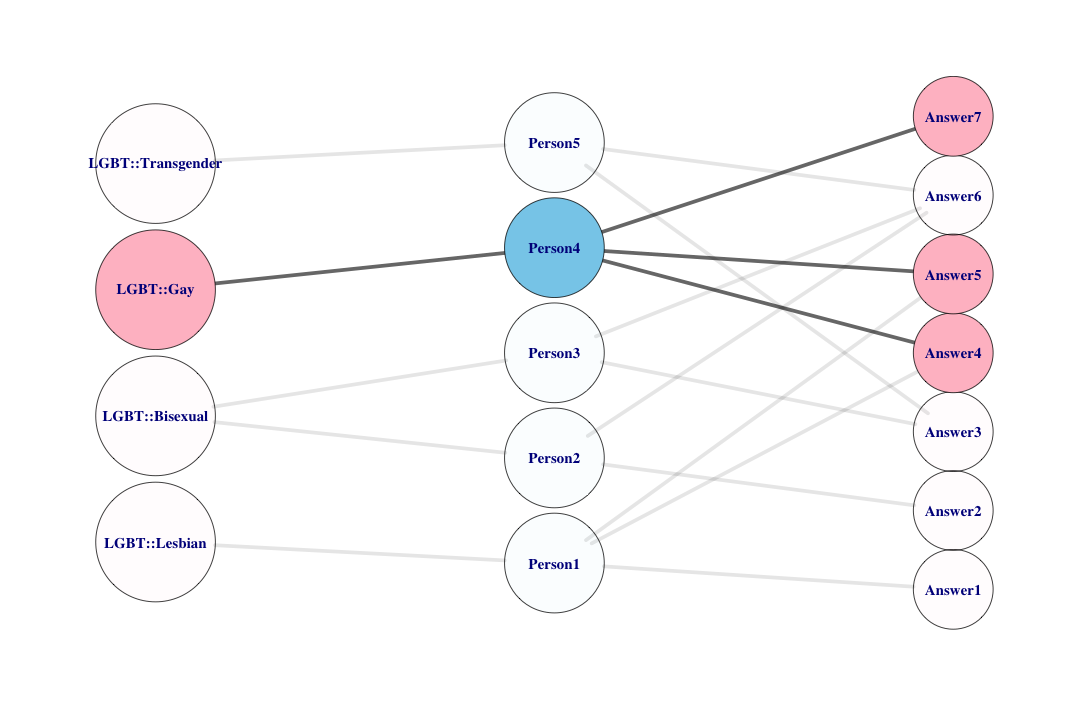 LGBT::Transgender
LGBT::Gay
LGBT::Bisexual
LGBT::Lesbian
Person5
Person4
Person3
Person2
Person1
Answer7
Answer6
Answer5
Answer4
Answer3
Answer2
Answer1